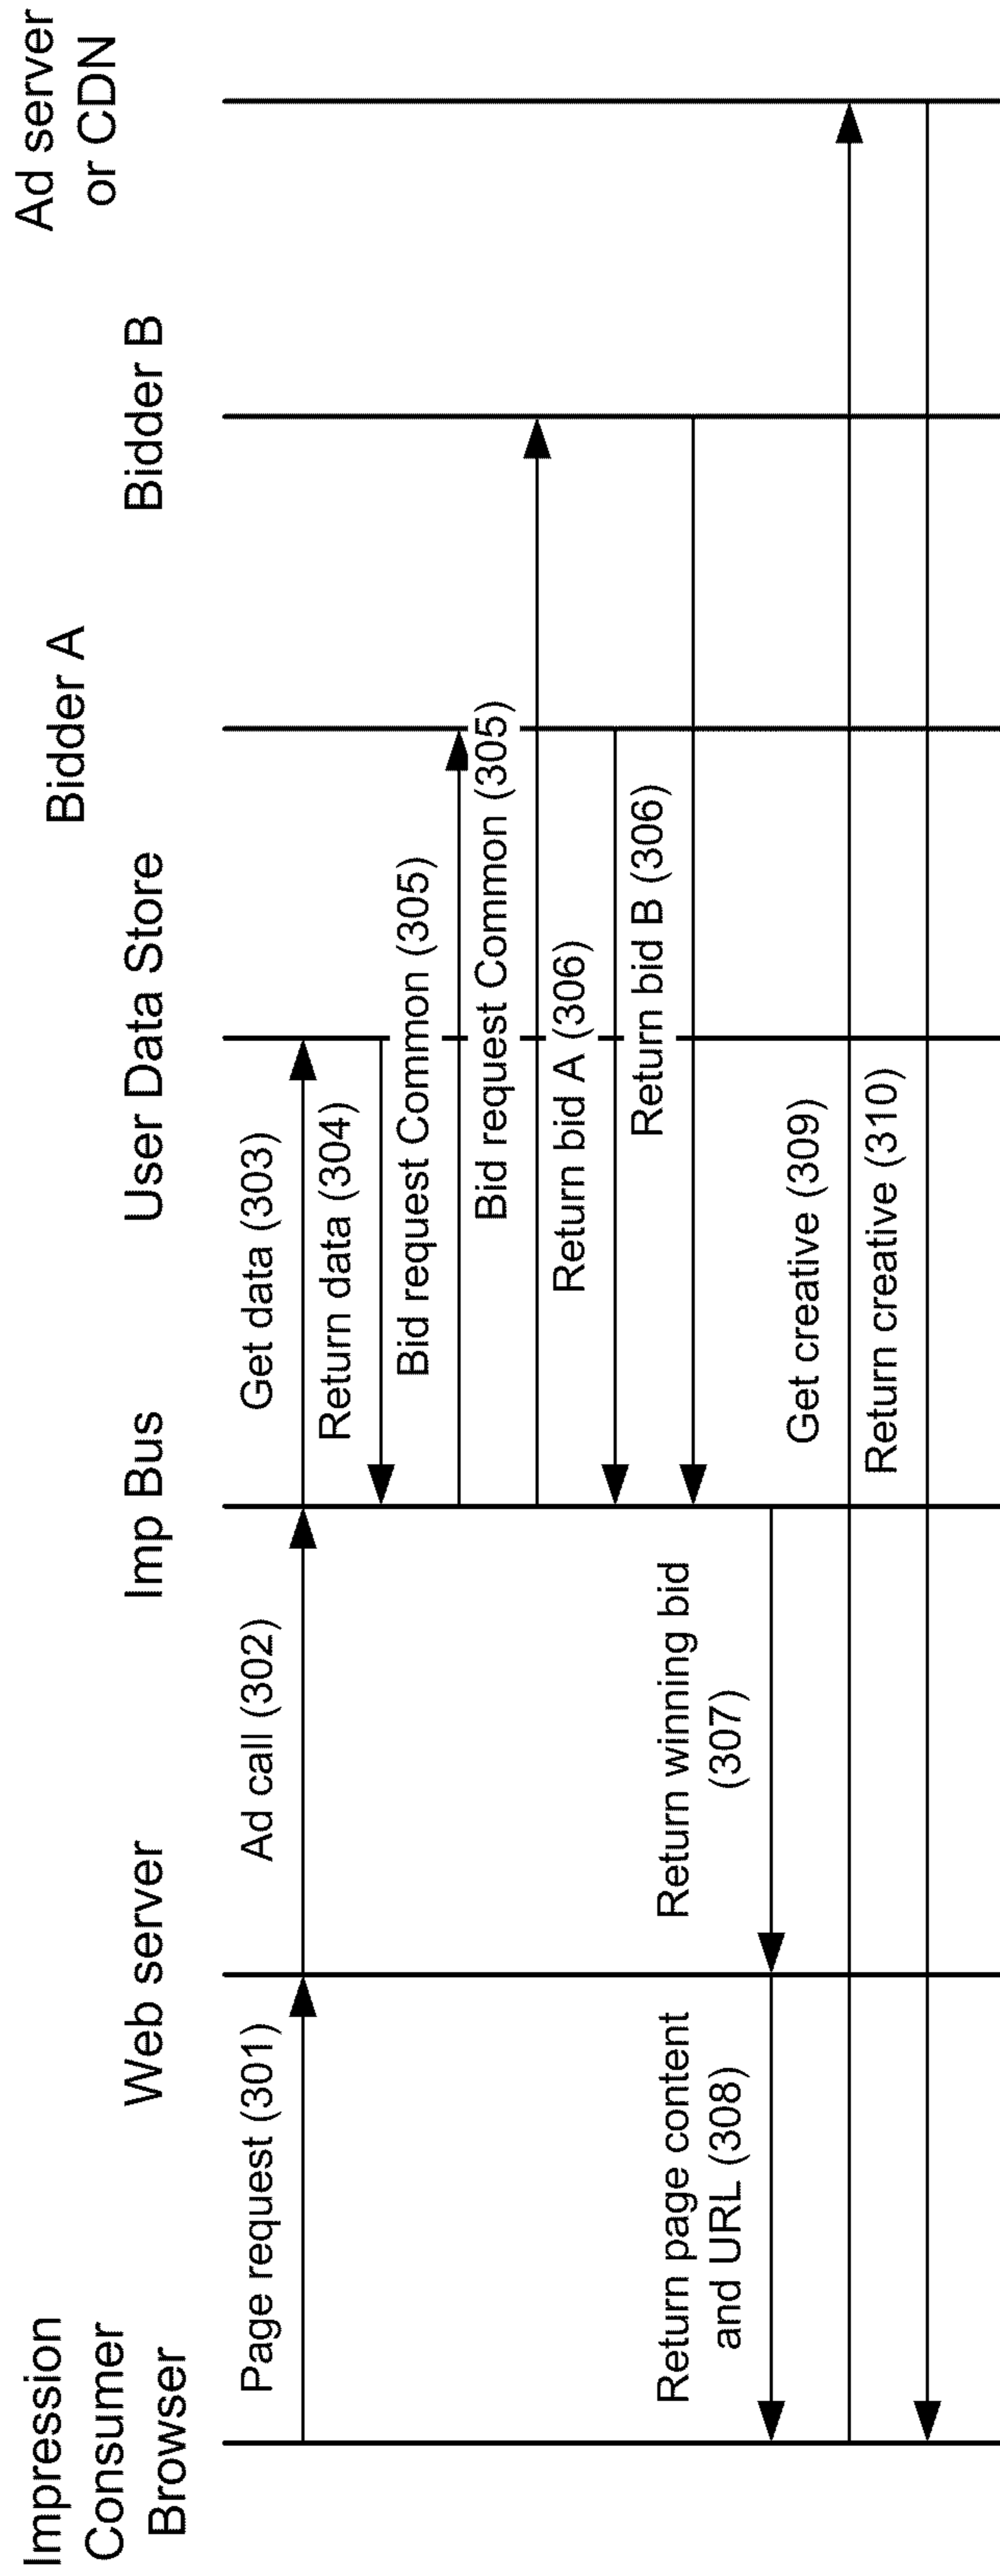 Impression
Consumer
Browser
Web server
Imp Bus
User Data Store
Bidder A
Bidder B
Ad server
or CDN
Page request (301)
Ad call (302)
Get data (303)
Return data (304)
Bid request Common (305)
Bid request Common (305)
Return bid A (306)
Return bid B (306)
Return winning bid
(307)
Return page content
and URL (308)
Get creative (309)
Return creative (310)